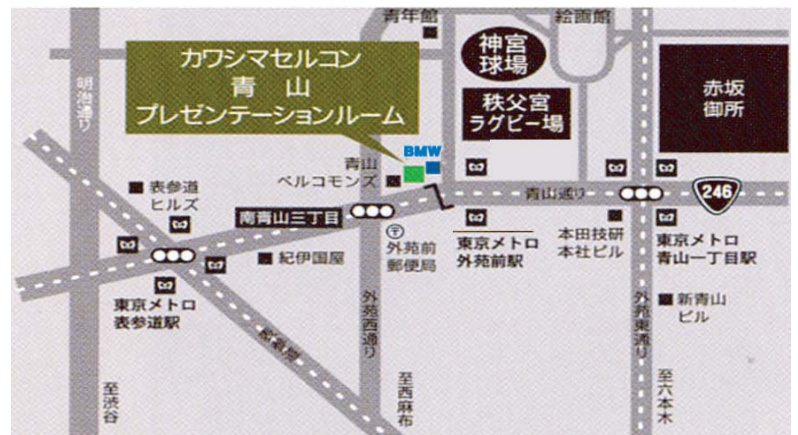 青年館
絵画館
カワシマセルコン
青山
プレゼンテーションルーム
神宮
球場
明治通り
赤坂
御所
秩父宮
ラグビー場
BMW
青山
ベルコモンズ
表参道
ヒルズ
青山通り
246
南青山三丁目
外苑前
郵便局
東京メトロ
外苑前駅
本田技研
本社ビル
東京メトロ
青山一丁目駅
紀伊国屋
東京メトロ
表参道駅
外苑西通り
外苑東通り
新青山
ビル
至渋谷
至西麻布
至六本木